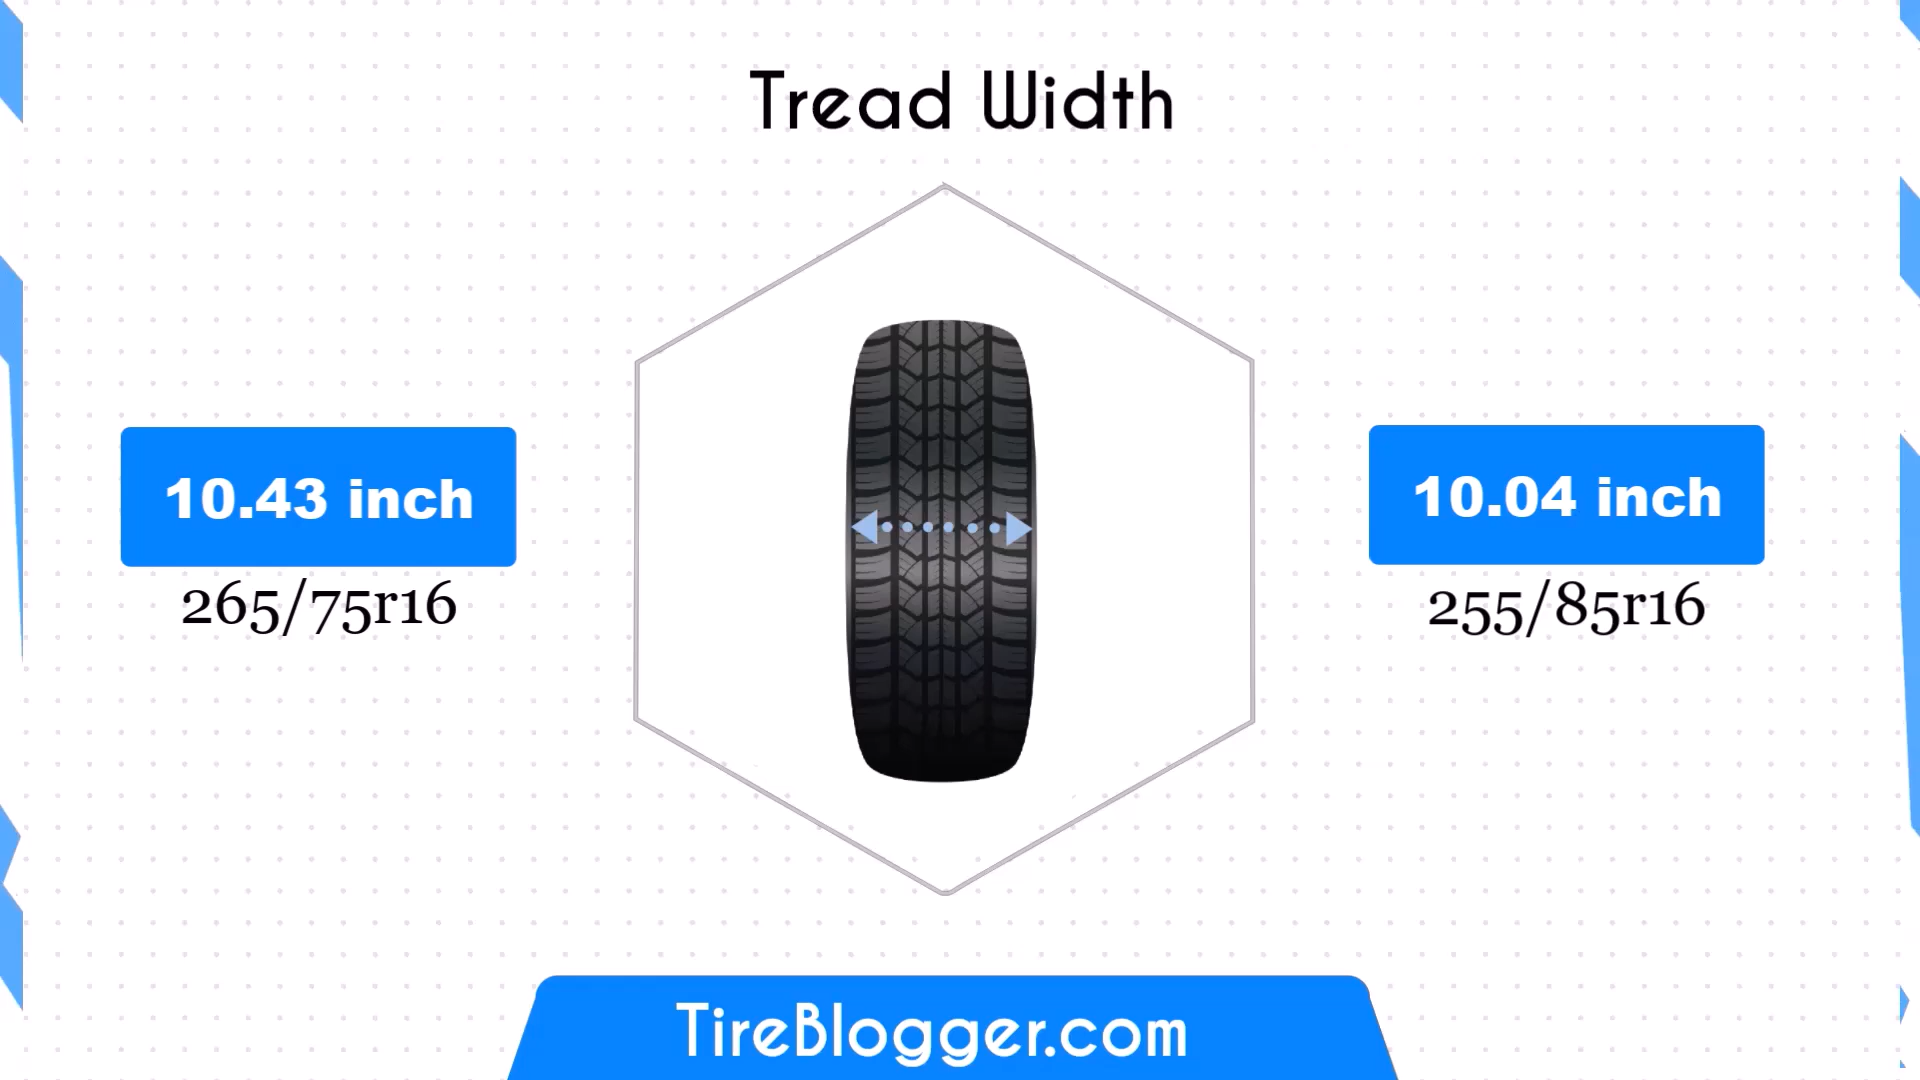 Tread Width
10.43 inch
265/75r16
10.04 inch
255/85r16
TireBlogger.com